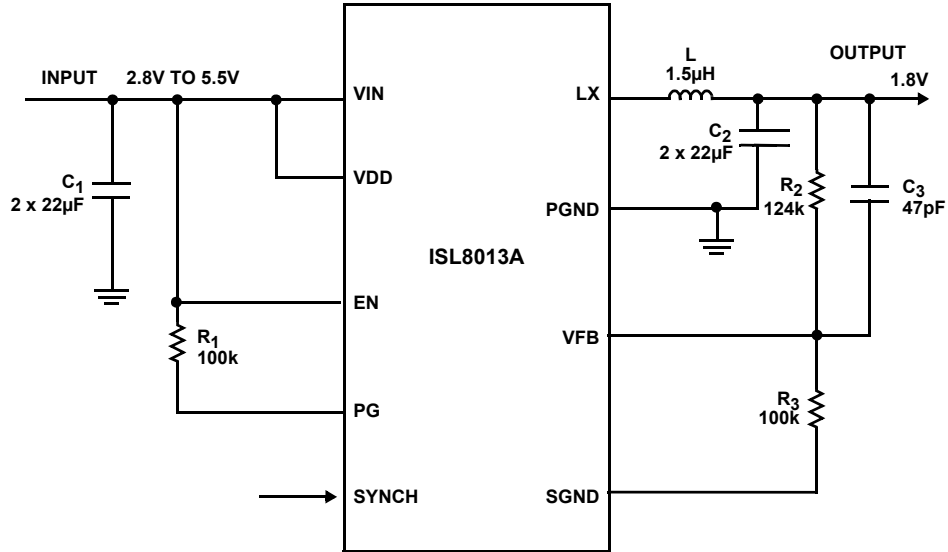 INPUT 2.8V TO 5.5V
C1
2 x 22µF
R1
100k
VIN
VDD
EN
PG
SYNCH
ISL8013A
LX
PGND
VFB
SGND
L
1.5µH
OUTPUT
1.8V
C2
2 x 22µF
R2
124k
C3
47pF
R3
100k